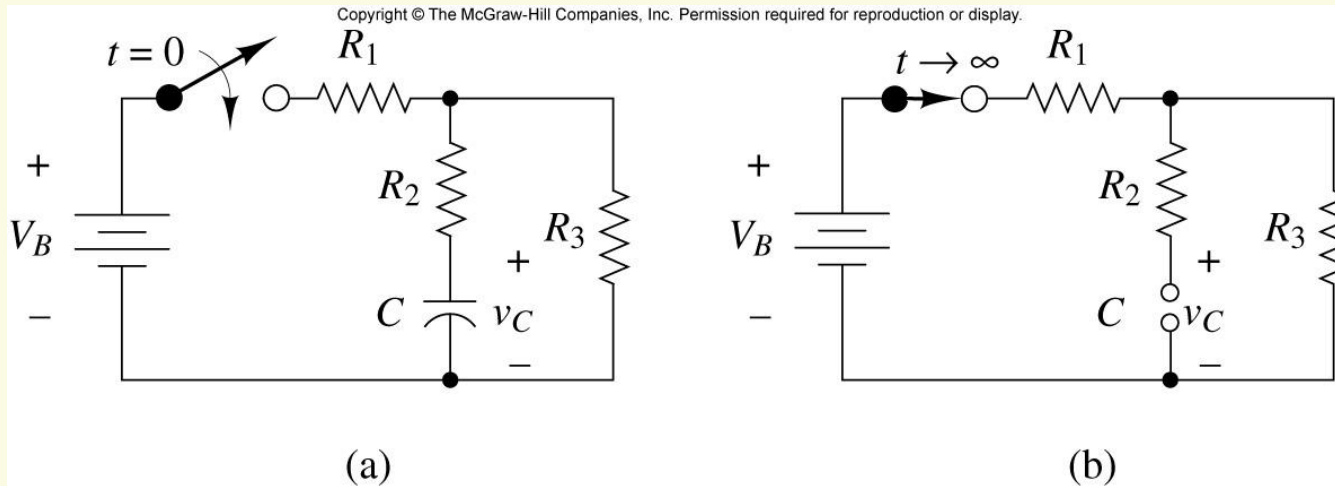 Copyright © The McGraw-Hill Companies, Inc. Permission required for reproduction or display.
t = 0
R1
+
VB
−
R2
R3
C
+
vC
−
(a)
t → ∞
R1
+
VB
−
R2
R3
C
+
vC
−
(b)